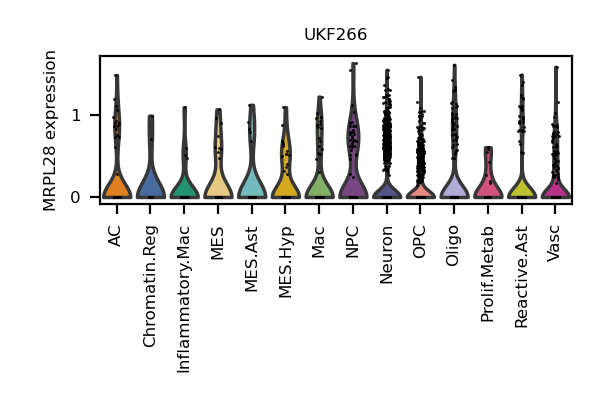 UKF266
MRPL28 expression
1
0
AC
Chromatin.Reg
Inflammatory.Mac
MES
MES.Ast
MES.Hyp
Mac
NPC
Neuron
OPC
Oligo
Prolif.Metab
Reactive.Ast
Vasc